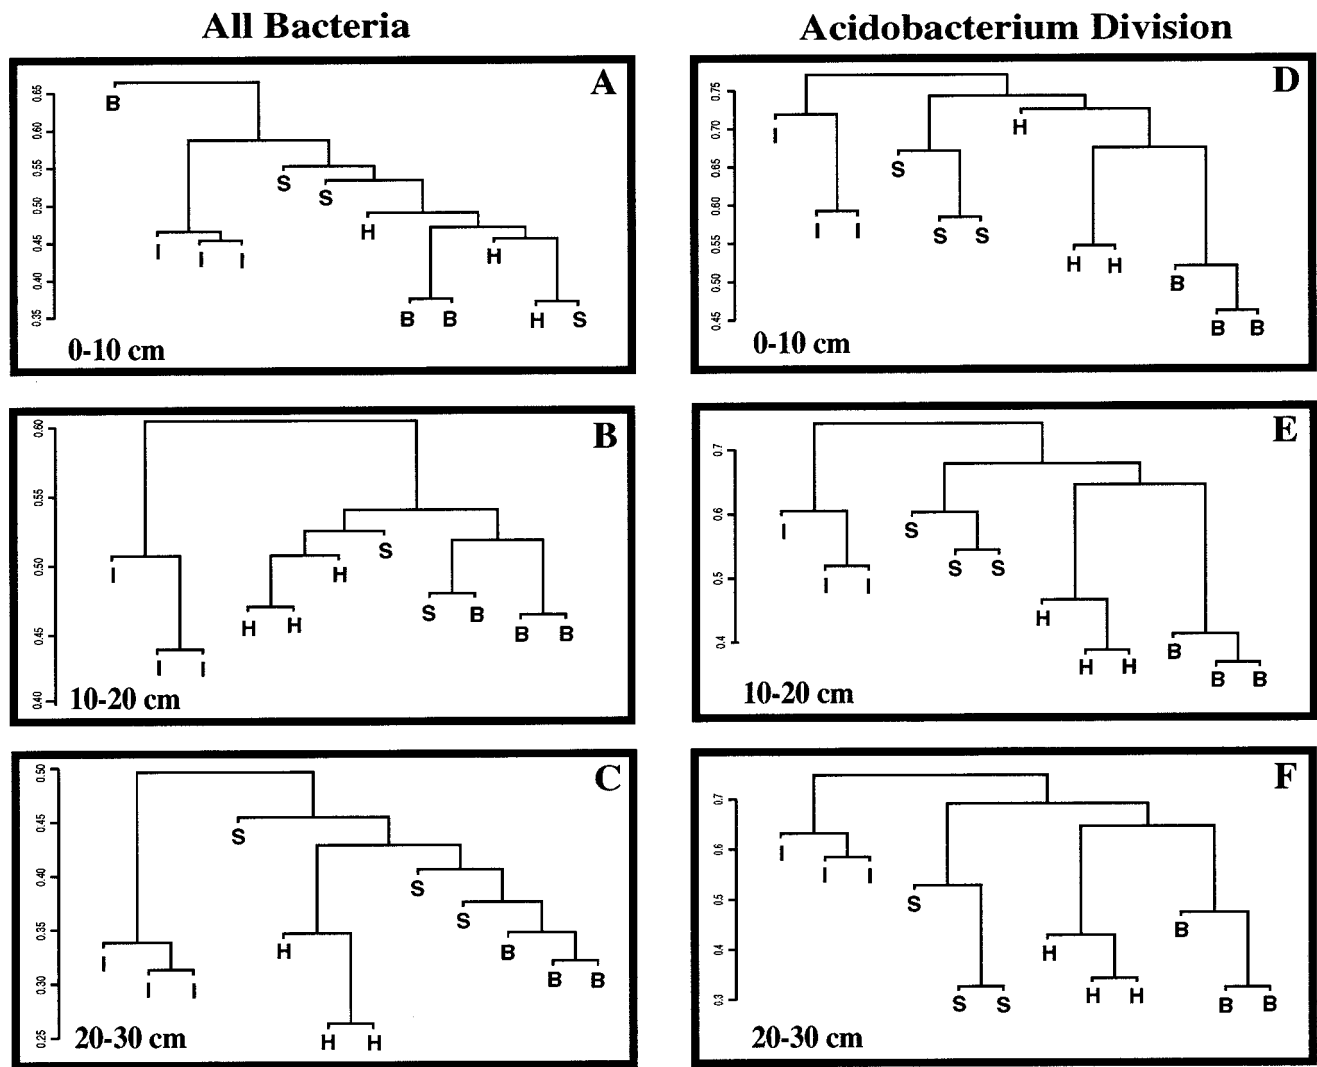 All Bacteria
Acidobacterium Division
A
0.65
0.60
0.55
0.50
0.45
0.40
0.35
B
S
S
H
H
I
I
I
B
B
H
S
0-10 cm
D
0.75
0.70
0.65
0.60
0.55
0.50
0.45
H
I
S
I
I
S
S
H
H
B
B
B
0-10 cm
B
0.60
0.55
0.50
0.45
0.40
S
I
H
S
B
H
H
B
B
I
I
10-20 cm
E
0.7
0.6
0.5
0.4
I
S
I
I
S
S
H
B
H
H
B
B
10-20 cm
C
0.50
0.45
0.40
0.35
0.30
0.25
S
S
S
I
H
B
I
I
B
B
H
H
20-30 cm
F
0.7
0.6
0.5
0.4
0.3
I
I
I
S
B
H
S
S
H
H
B
B
20-30 cm